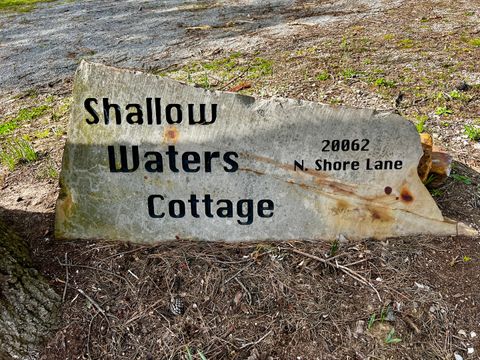 Shallow
Waters
Cottage
20062
N. Shore Lane